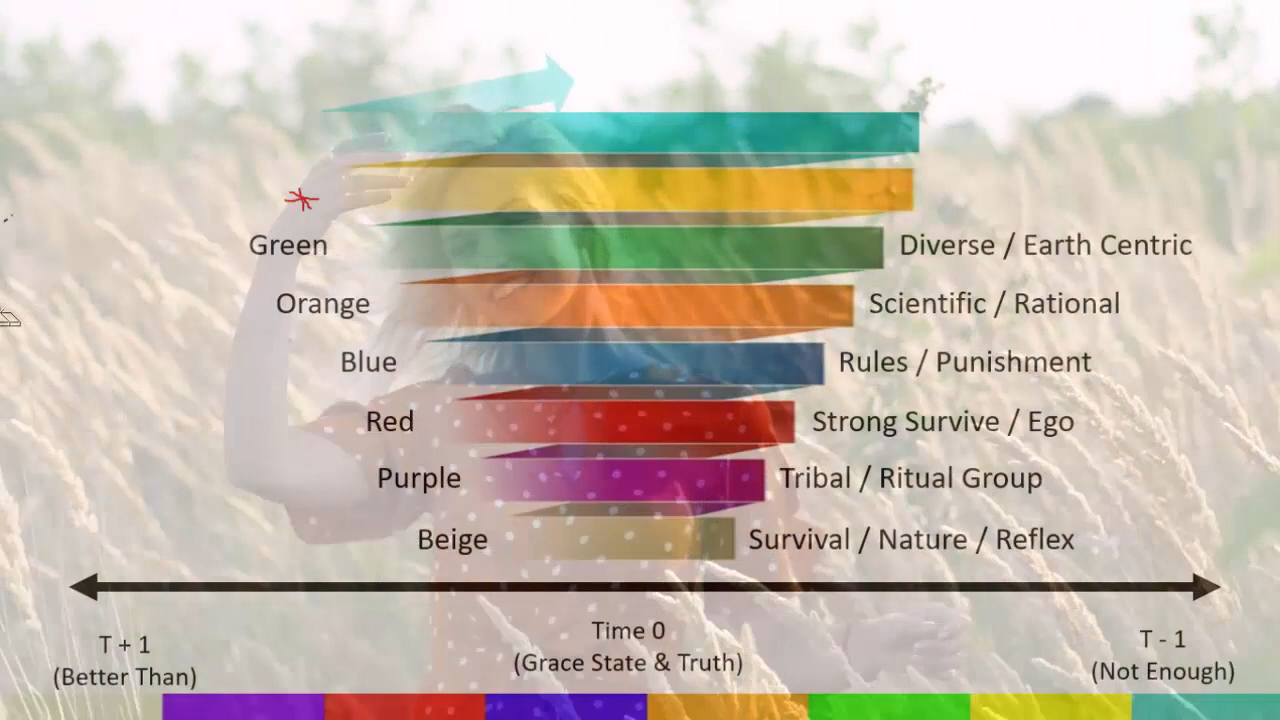 Green Diverse / Earth Centric
Orange Scientific / Rational
Blue Rules / Punishment
Red Strong Survive / Ego
Purple Tribal / Ritual Group
Beige Survival / Nature / Reflex
T + 1
(Better Than)
Time 0
(Grace State & Truth)
T - 1
(Not Enough)